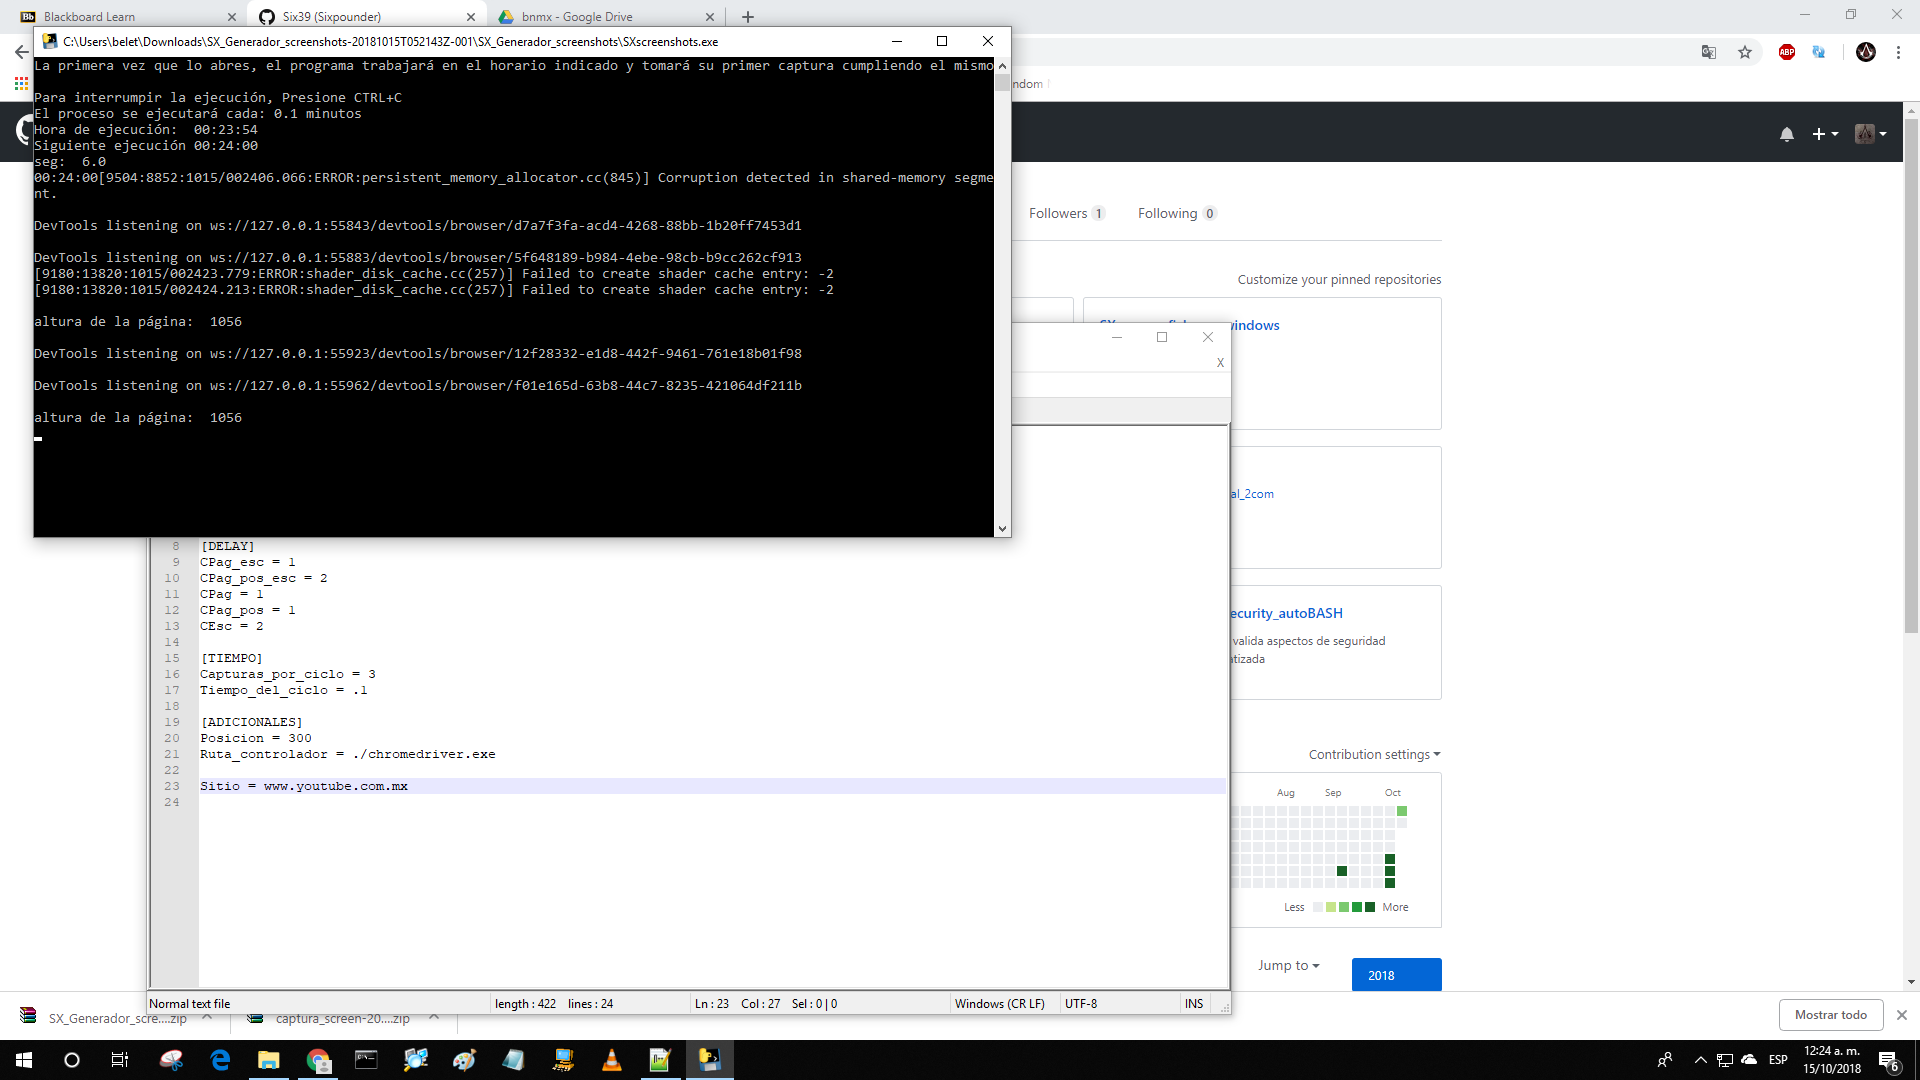 Blackboard Learn
Six39 (Sixpounder)
bnmx - Google Drive
C:\Users\belet\Downloads\SX_Generador_screenshots-20181015T052143Z-001\SX_Generador_screenshots\SXscreenshots.exe
La primera vez que lo abres, el programa trabajará en el horario indicado y tomará su primer captura cumpliendo el mismo
Para interrumpir la ejecución, Presione CTRL+C
El proceso se ejecutará cada: 0.1 minutos
Hora de ejecución:  00:23:54
Siguiente ejecución 00:24:00
seg:  6.0
00:24:00[9504:8852:1015/002406.066:ERROR:persistent_memory_allocator.cc(845)] Corruption detected in shared-memory segme
nt.
DevTools listening on ws://127.0.0.1:55843/devtools/browser/d7a7f3fa-acd4-4268-88bb-1b20ff7453d1
DevTools listening on ws://127.0.0.1:55883/devtools/browser/5f648189-b984-4ebe-98cb-b9cc262cf913
[9180:13820:1015/002423.779:ERROR:shader_disk_cache.cc(257)] Failed to create shader cache entry: -2
[9180:13820:1015/002424.213:ERROR:shader_disk_cache.cc(257)] Failed to create shader cache entry: -2
altura de la página:  1056
DevTools listening on ws://127.0.0.1:55923/devtools/browser/12f28332-e1d8-442f-9461-761e18b01f98
DevTools listening on ws://127.0.0.1:55962/devtools/browser/f01e165d-63b8-44c7-8235-421064df211b
altura de la página:  1056
ABP
ndom /
Followers 1 Following 0
Customize your pinned repositories
windows
X
al_2com
ecurity_autoBASH
valida aspectos de seguridad
tizada
8 [DELAY]
9 CPag_esc = 1
10 CPag_pos_esc = 2
11 CPag = 1
12 CPag_pos = 1
13 CEsc = 2
14
15 [TIEMPO]
16 Capturas_por_ciclo = 3
17 Tiempo_del_ciclo = .1
18
19 [ADICIONALES]
20 Posicion = 300
21 Ruta_controlador = ./chromedriver.exe
22
23 Sitio = www.youtube.com.mx
24
Contribution settings
Aug Sep Oct
Less More
Jump to
2018
Normal text file length : 422 lines : 24 Ln : 23 Col : 27 Sel : 0 | 0 Windows (CR LF) UTF-8 INS
SX_Generador_scre....zip
captura_screen-20....zip
Mostrar todo
ESP
12:24 a. m.
15/10/2018
6